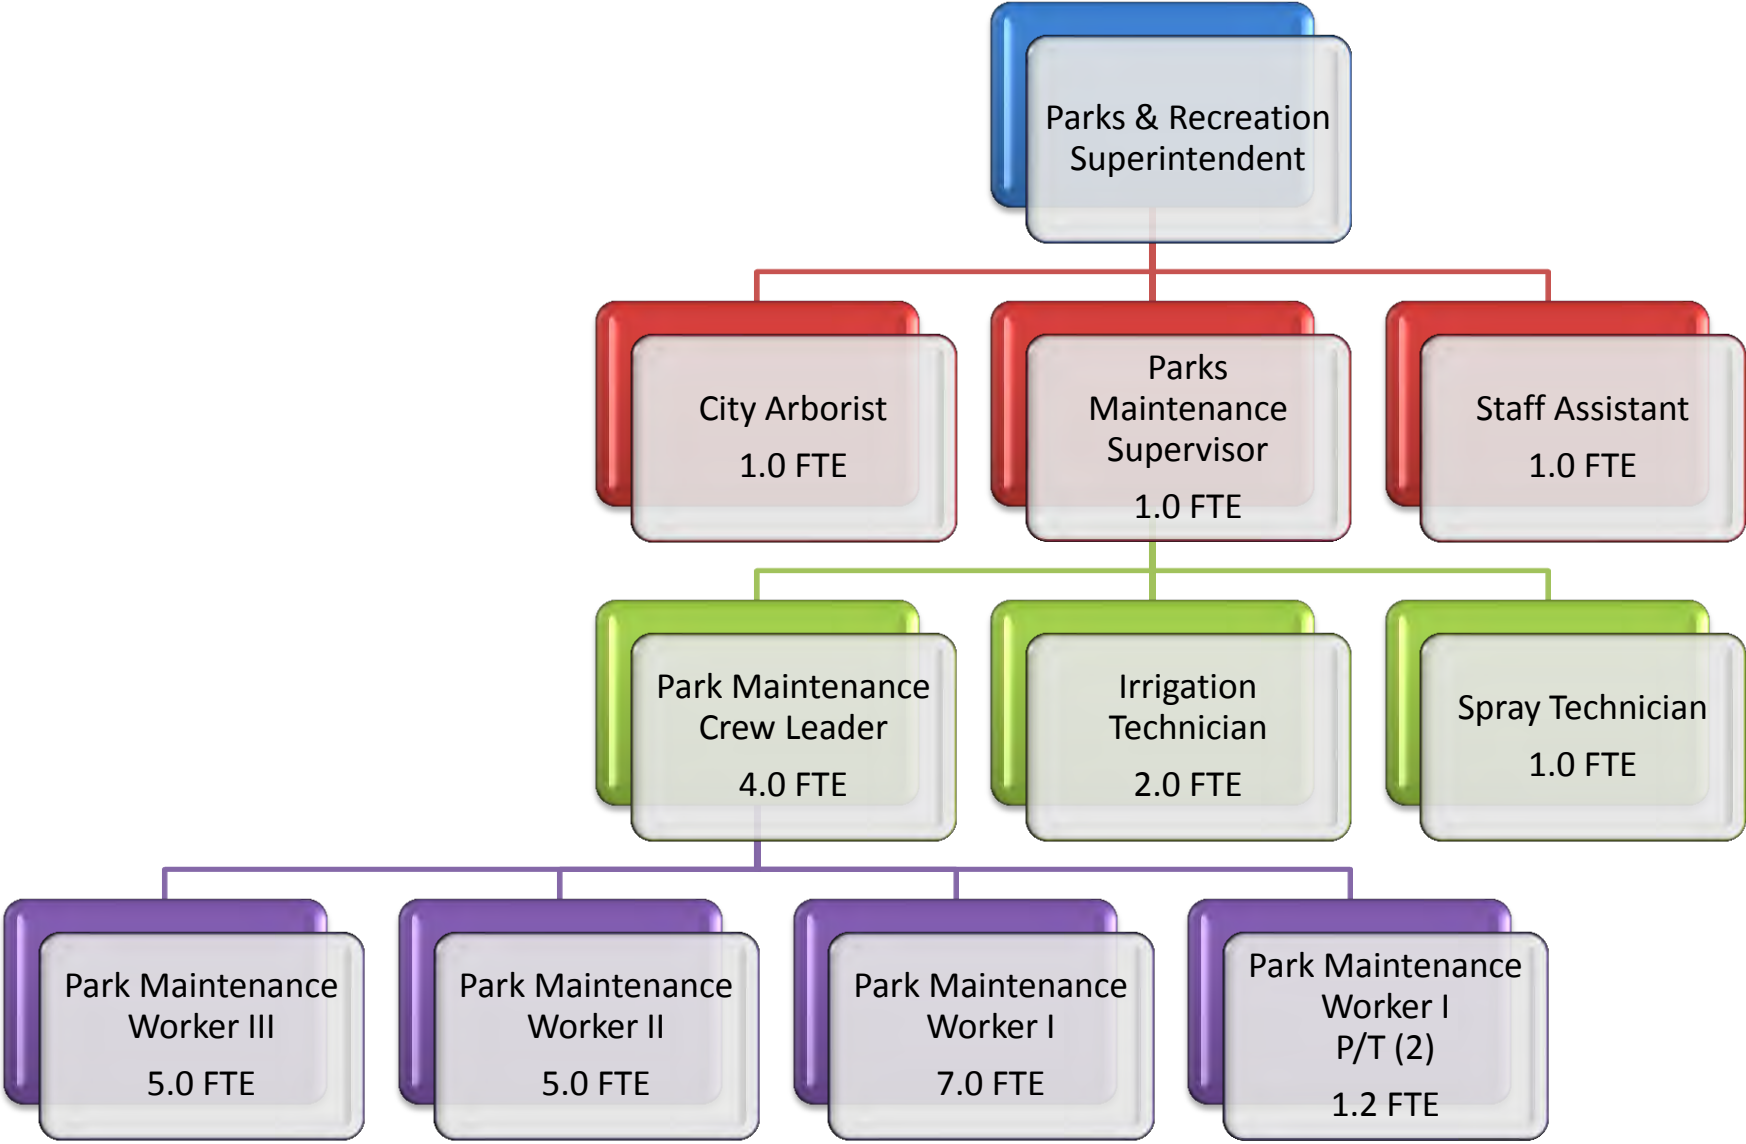 Parks & Recreation
Superintendent
City Arborist
1.0 FTE
Parks
Maintenance
Supervisor
1.0 FTE
Staff Assistant
1.0 FTE
Park Maintenance
Crew Leader
4.0 FTE
Irrigation
Technician
2.0 FTE
Spray Technician
1.0 FTE
Park Maintenance
Worker III
5.0 FTE
Park Maintenance
Worker II
5.0 FTE
Park Maintenance
Worker I
7.0 FTE
Park Maintenance
Worker I
P/T (2)
1.2 FTE